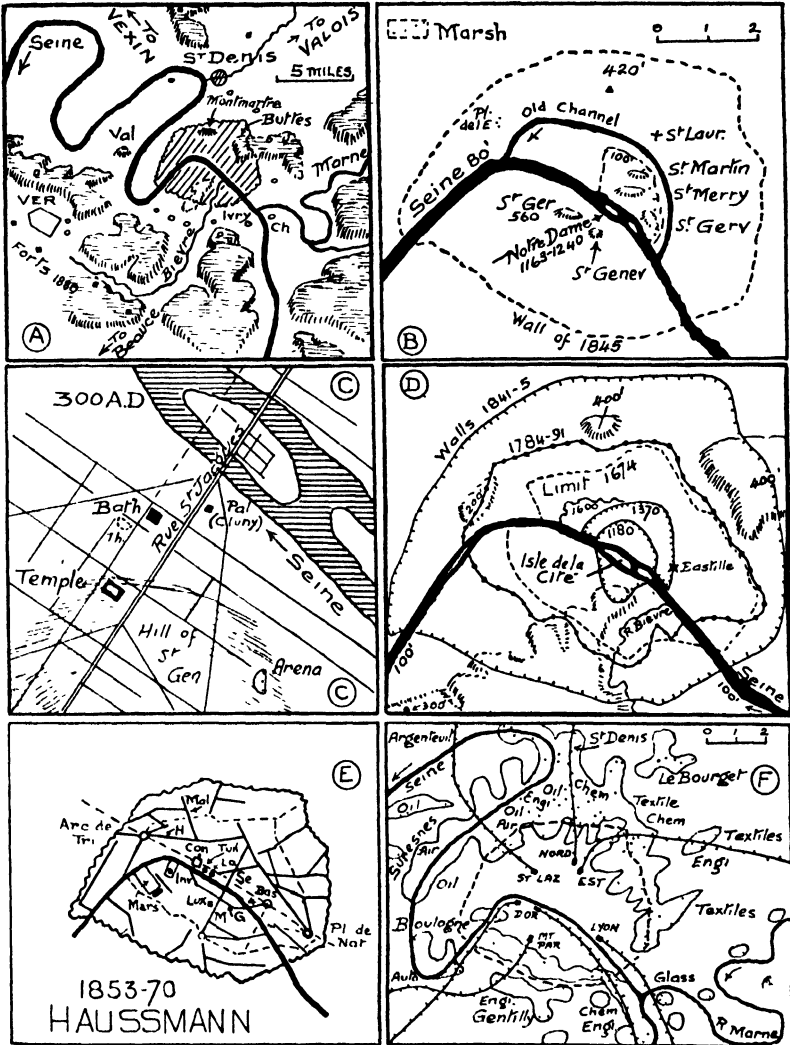 Seine
TO
VEXIN
TO
VALOIS
St DENIS
5 MILES
Montmartre
Buttes
Val
Marne
VER
Ivry
Ch
Bievre
Forts 1880
TO
Beauce
A
Marsh
0 1 2
420'
Pl.
de l'E
Old Channel
+ St Laur.
100'
St Martin
St Merry
St Gerv
Seine 80'
St Ger
560
Notre Dame
1163-1240
St Genev
Wall of 1845
B
300 A.D
C
Rue St Jacques
Bath
Th.
Pal
(Cluny)
Temple
Seine
Hill of
St
Gen
Arena
C
D
Walls 1841-5
400'
1784-91
Limit 1674
400'
200'
1600
1370
1180
Isle de la
Cite
Eastille
R. Bievre
100'
300'
Seine
100'
E
Mal
Arc de
Tri
H
Con Tui
Lo
Se
Inv
Bas
Mars
Lux
M
G
Pl de
Nat
1853-70
HAUSSMANN
Argenteuil
Seine
St Denis
0 1 2
F
Le Bourget
Oil
Oil
Engi
Chem
Oil
Air
Textile
Chem
Suresnes
Air
Textiles
Engi
NORD
Oil
ST LAZ
EST
Textiles
Boulogne
DOR
MT
PAR
LYON
Auto
Glass
R.
Engi.
Gentilly
Chem
Engi
R Marne